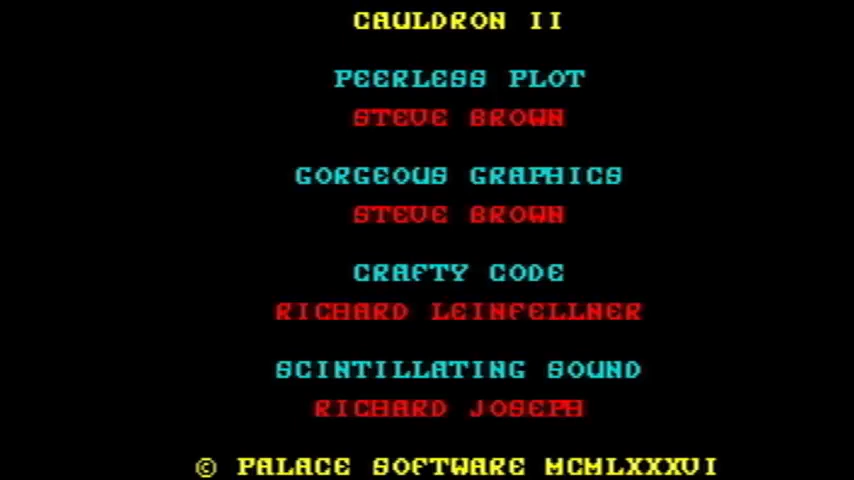 CAULDRON II
PEERLESS PLOT
STEVE BROWN
GORGEOUS GRAPHICS
STEVE BROWN
CRAFTY CODE
RICHARD LEINFELLNER
SCINTILLATING SOUND
RICHARD JOSEPH
© PALACE SOFTWARE MCMLXXXVI